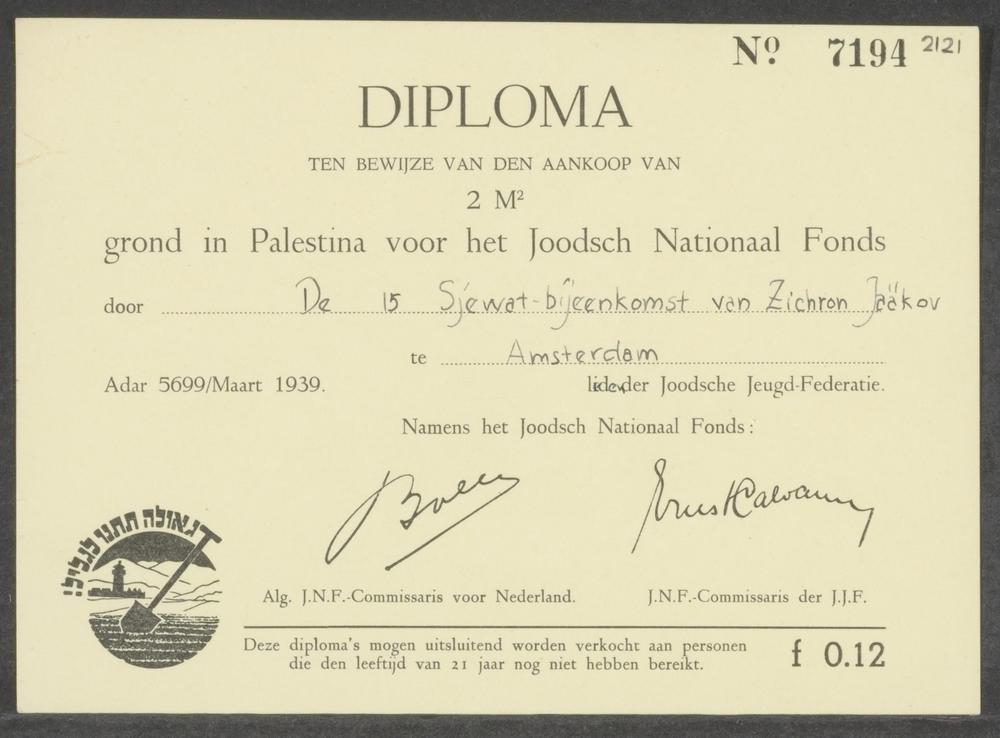 Nº 7194 2121
DIPLOMA
TEN BEWIJZE VAN DEN AANKOOP VAN
2 M²
grond in Palestina voor het Joodsch Nationaal Fonds
door De 15 Sjewat-bijeenkomst van Zichron Jaäkov
te Amsterdam
Adar 5699/Maart 1939. leden der Joodsche Jeugd-Federatie.
Namens het Joodsch Nationaal Fonds:
גאולה תתנו לגליל!
Alg. J.N.F.-Commissaris voor Nederland. J.N.F.-Commissaris der J.J.F.
Deze diploma's mogen uitsluitend worden verkocht aan personen
die den leeftijd van 21 jaar nog niet hebben bereikt.
f 0.12